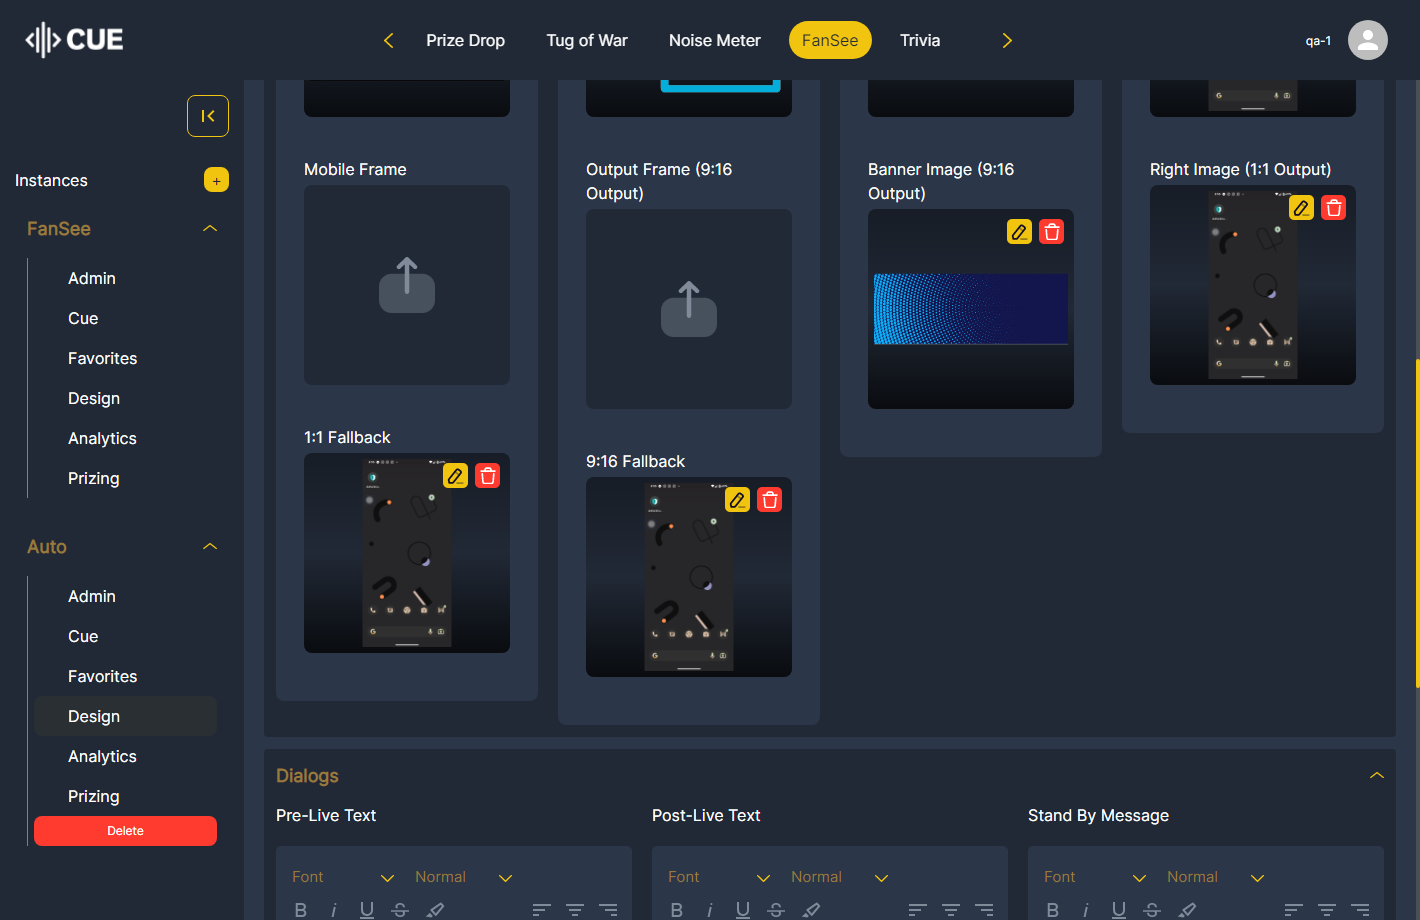 CUE
Prize Drop
Tug of War
Noise Meter
FanSee
Trivia
qa-1
Instances
+
FanSee
Admin
Cue
Favorites
Design
Analytics
Prizing
Auto
Admin
Cue
Favorites
Design
Analytics
Prizing
Delete
Mobile Frame
1:1 Fallback
Output Frame (9:16
Output)
9:16 Fallback
Banner Image (9:16
Output)
Right Image (1:1 Output)
Dialogs
Pre-Live Text
Font
Normal
B i U S
Post-Live Text
Font
Normal
B i U S
Stand By Message
Font
Normal
B i U S